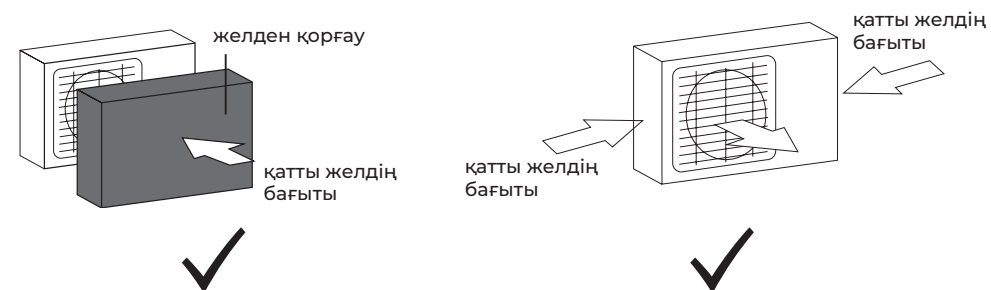 желден қорғау
қатты желдің
бағыты
қатты желдің
бағыты
қатты желдің
бағыты